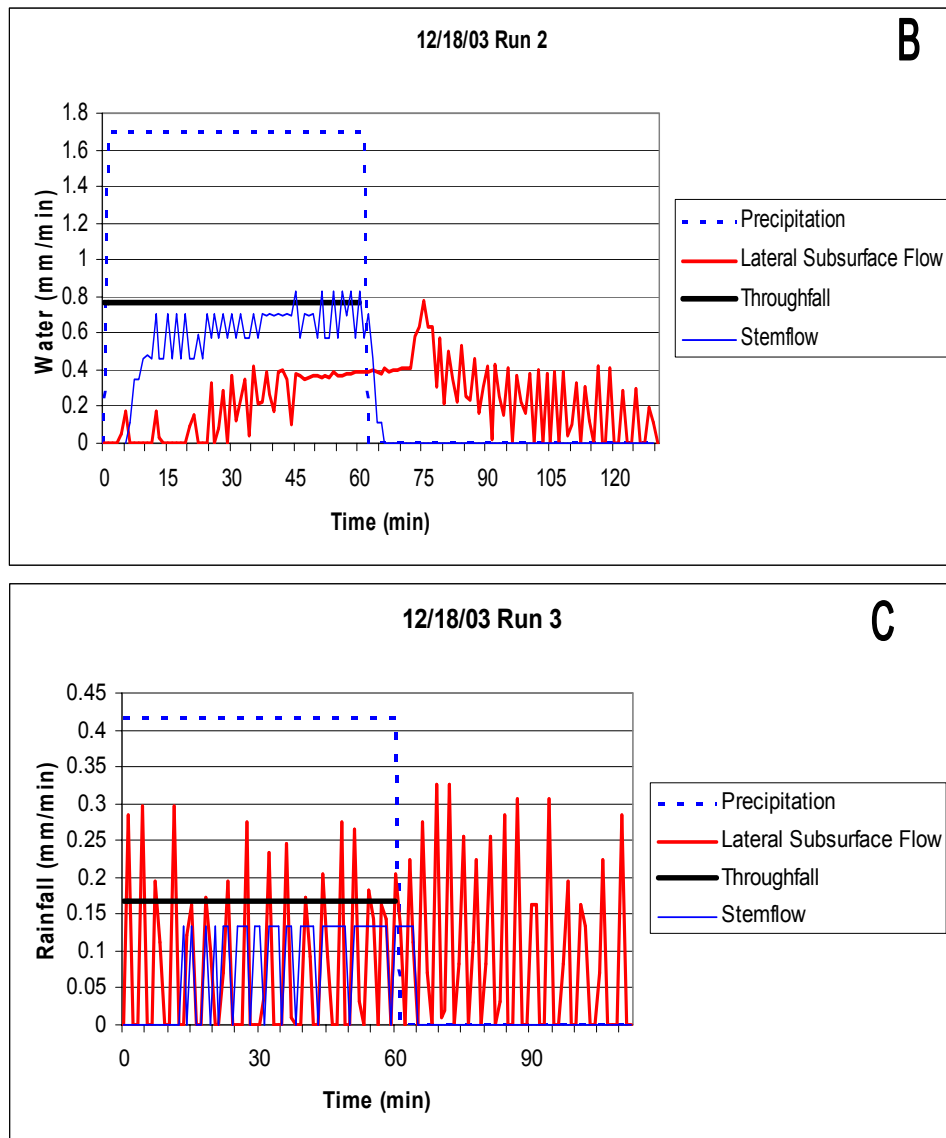 12/18/03 Run 2
B
Water (mm/min)
1.8
1.6
1.4
1.2
1
0.8
0.6
0.4
0.2
0
0 15 30 45 60 75 90 105 120
Time (min)
Precipitation
Lateral Subsurface Flow
Throughfall
Stemflow
12/18/03 Run 3
C
Rainfall (mm/min)
0.45
0.4
0.35
0.3
0.25
0.2
0.15
0.1
0.05
0
0 30 60 90
Time (min)
Precipitation
Lateral Subsurface Flow
Throughfall
Stemflow